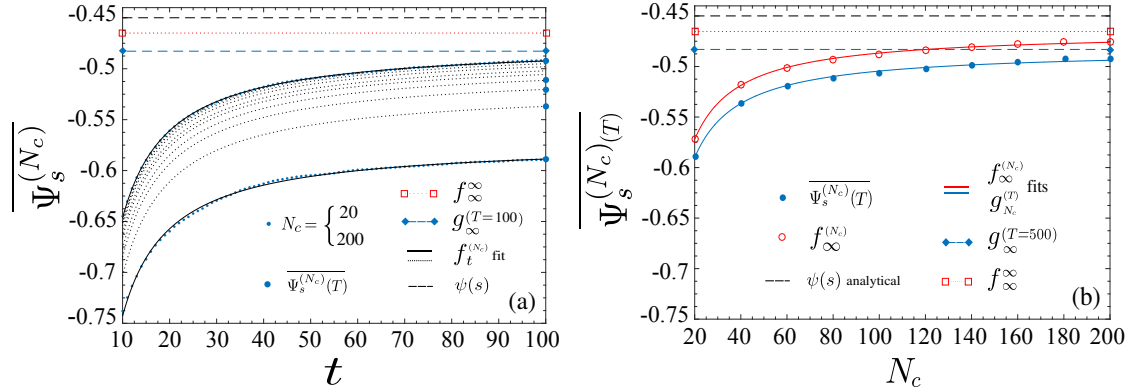 -0.45
-0.5
-0.55
-0.6
-0.65
-0.7
-0.75
10 20 30 40 50 60 70 80 90 100
t
Ψ_s^(N_c)
N_c = { 20
200
Ψ_s^(N_c)(T)
f_∞^∞
g_∞^(T=100)
f_t^(N_c) fit
ψ(s)
(a)
-0.45
-0.5
-0.55
-0.6
-0.65
-0.7
-0.75
20 40 60 80 100 120 140 160 180 200
N_c
Ψ_s^(N_c)(T)
Ψ_s^(N_c)(T)
f_∞^(N_c)
ψ(s) analytical
f_∞^(N_c) fits
g_N_c^(T)
g_∞^(T=500)
f_∞^∞
(b)